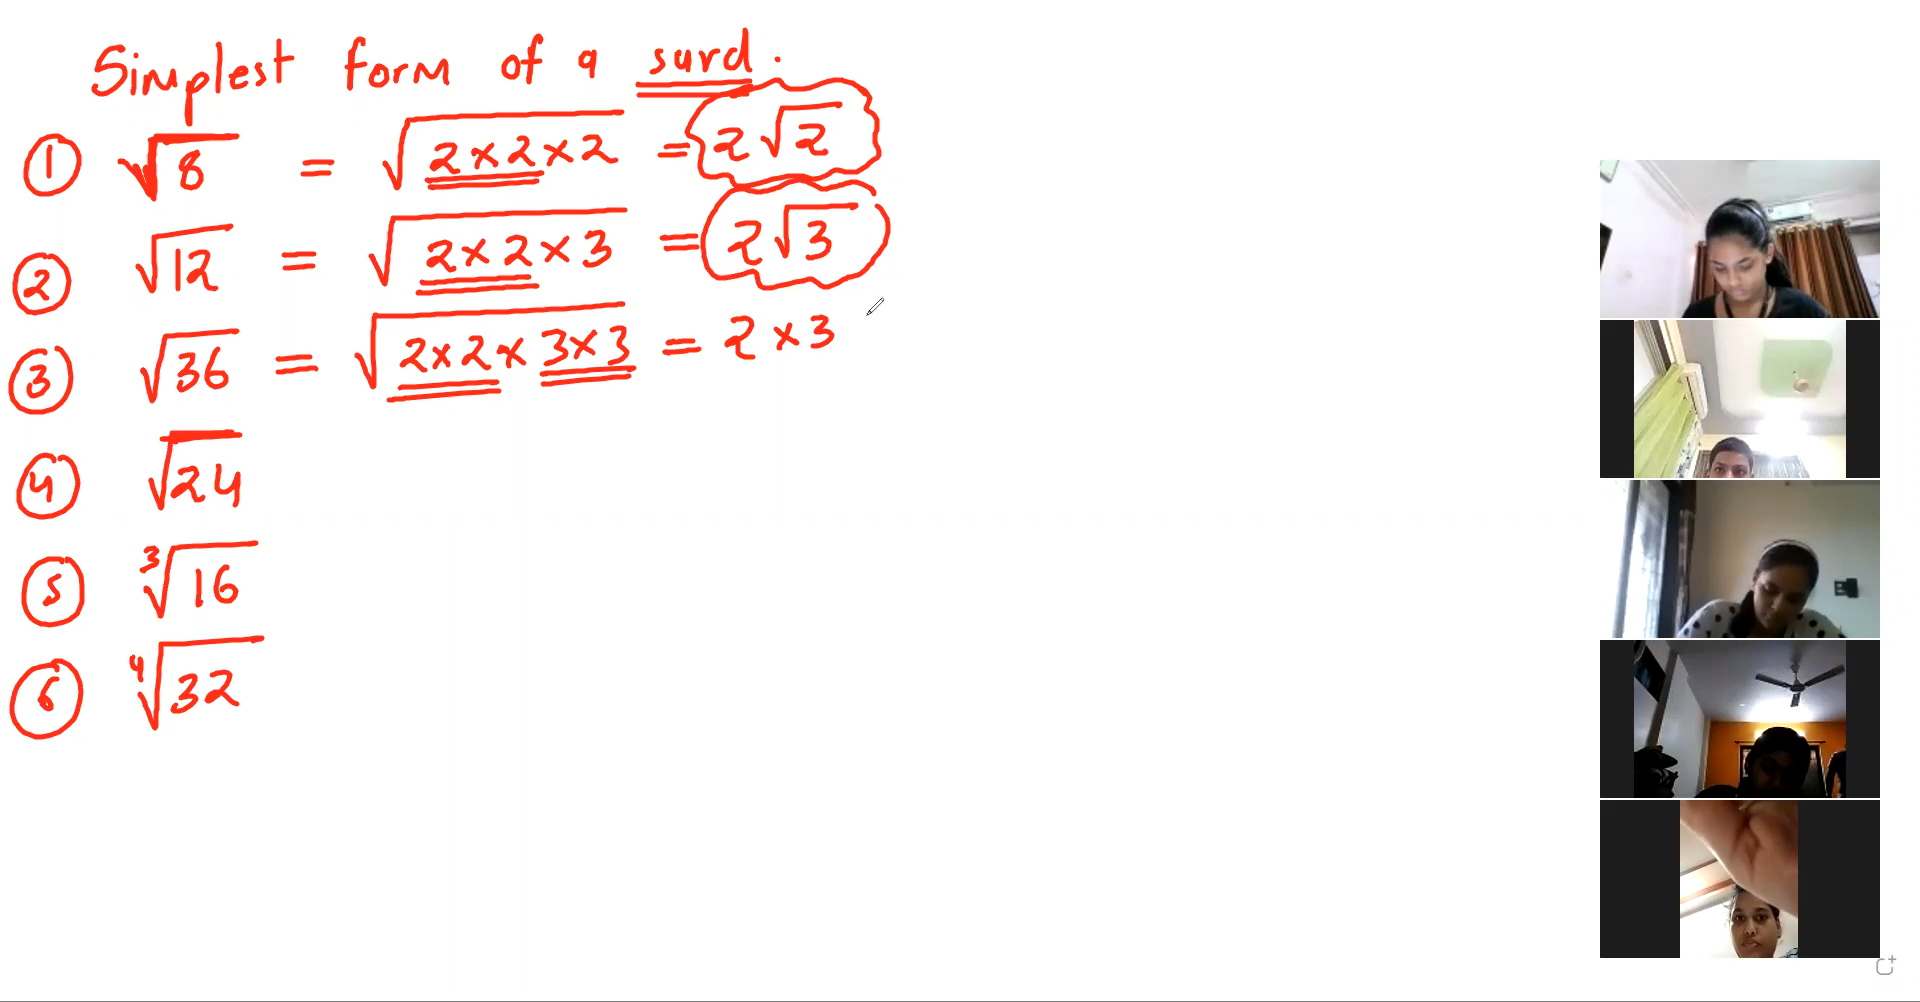 Simplest form of a surd.
① √8 = √2×2×2 = 2√2
② √12 = √2×2×3 = 2√3
③ √36 = √2×2×3×3 = 2×3
④ √24
⑤ ∛16
⑥ ∜32